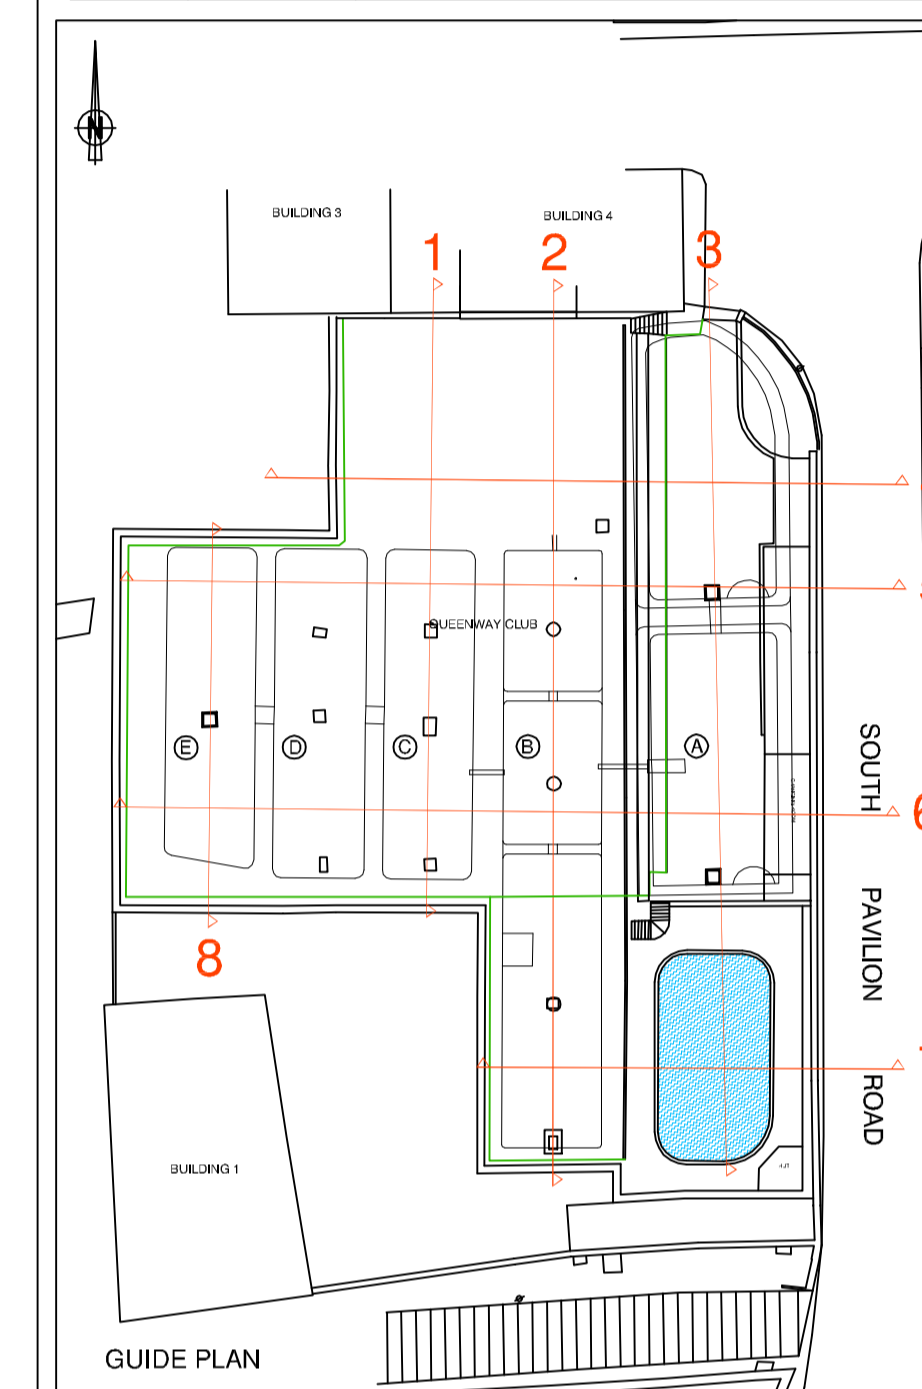 N
BUILDING 3
BUILDING 4
1
2
3
QUEENWAY CLUB
E
D
C
B
A
SOUTH PAVILION ROAD
6
8
BUILDING 1
GUIDE PLAN